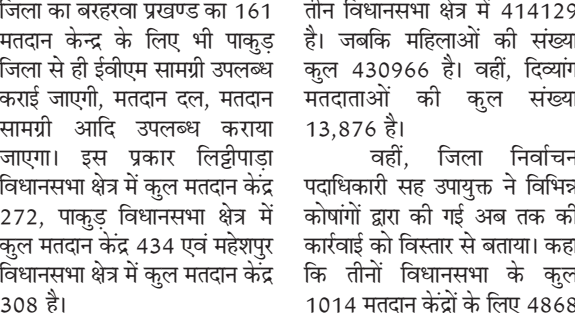 जिला का बरहरवा प्रखण्ड का 161
मतदान केन्द्र के लिए भी पाकुड़
जिला से ही ईवीएम सामग्री उपलब्ध
कराई जाएगी, मतदान दल, मतदान
सामग्री आदि उपलब्ध कराया
जाएगा। इस प्रकार लिट्टीपाड़ा
विधानसभा क्षेत्र में कुल मतदान केंद्र
272, पाकुड़ विधानसभा क्षेत्र में
कुल मतदान केंद्र 434 एवं महेशपुर
विधानसभा क्षेत्र में कुल मतदान केंद्र
308 है।
तीन विधानसभा क्षेत्र में 414129
है। जबकि महिलाओं की संख्या
कुल 430966 है। वहीं, दिव्यांग
मतदाताओं की कुल संख्या
13,876 है।
वहीं, जिला निर्वाचन
पदाधिकारी सह उपायुक्त ने विभिन्न
कोषांगों द्वारा की गई अब तक की
कार्रवाई को विस्तार से बताया। कहा
कि तीनों विधानसभा के कुल
1014 मतदान केंद्रों के लिए 4868